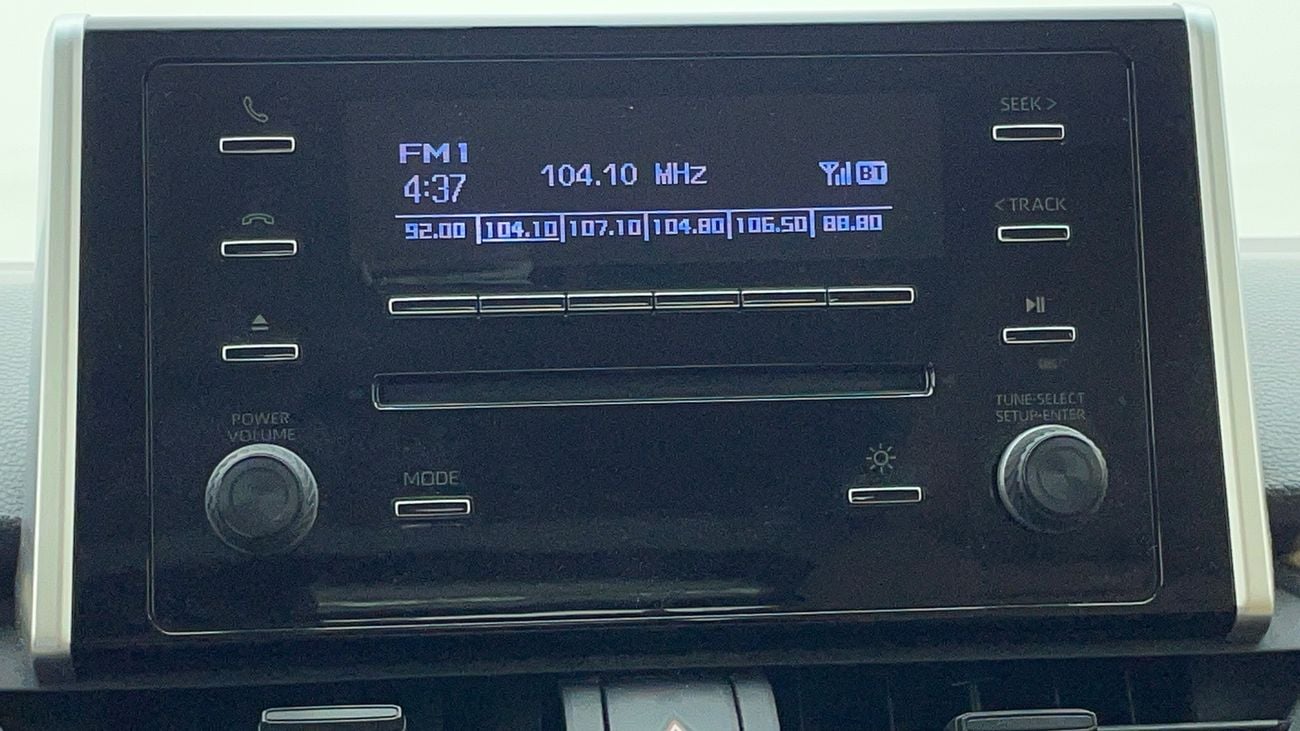 SEEK >
FM1
4:37
104.10 MHz
BT
92.00 104.10 107.10 104.80 106.50 88.80
< TRACK
POWER
VOLUME
TUNE·SELECT
SETUP·ENTER
MODE